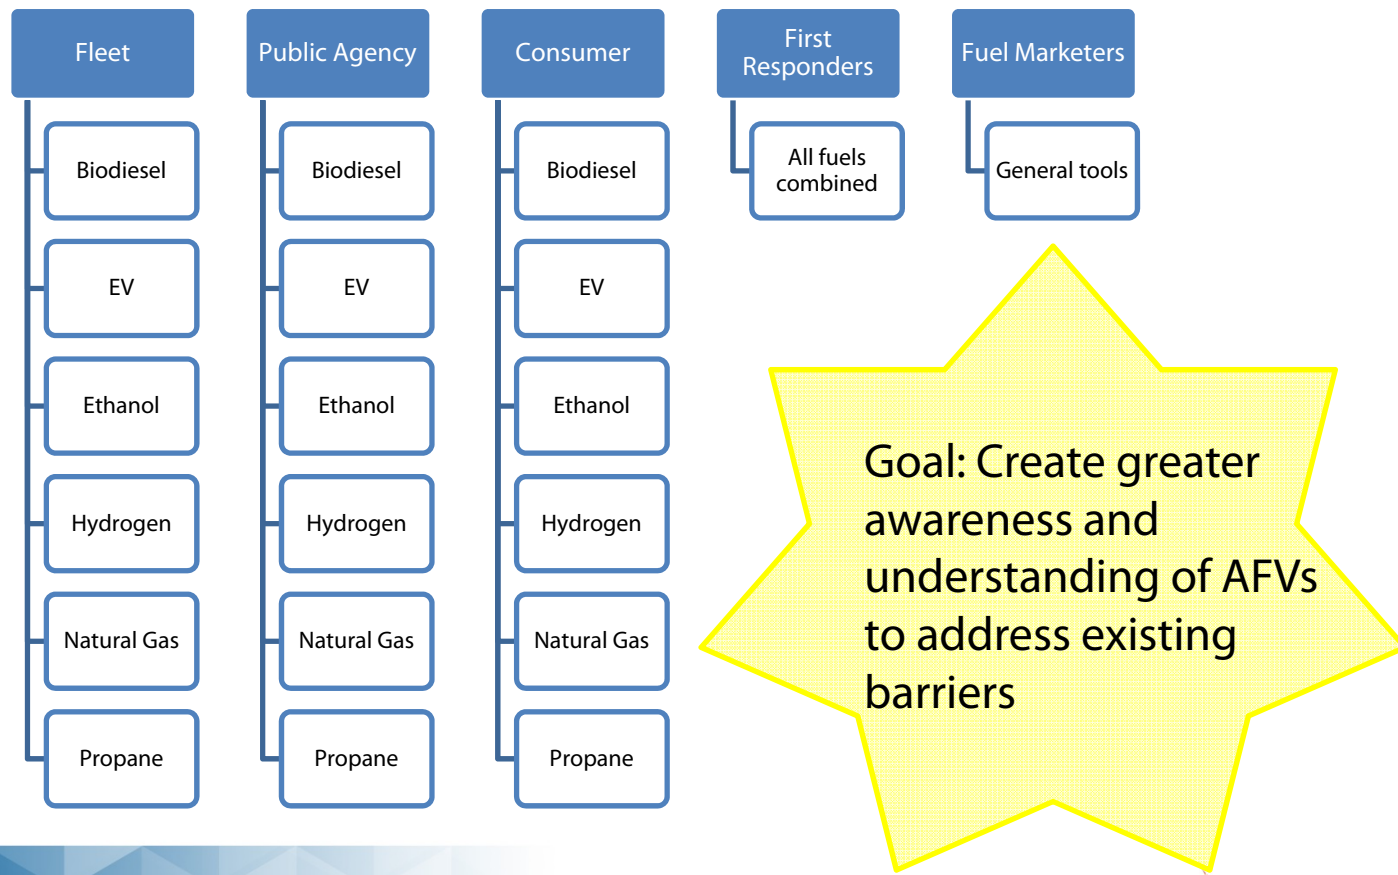 Fleet
Biodiesel
EV
Ethanol
Hydrogen
Natural Gas
Propane
Public Agency
Biodiesel
EV
Ethanol
Hydrogen
Natural Gas
Propane
Consumer
Biodiesel
EV
Ethanol
Hydrogen
Natural Gas
Propane
First
Responders
All fuels
combined
Fuel Marketers
General tools
Goal: Create greater
awareness and
understanding of AFVs
to address existing
barriers